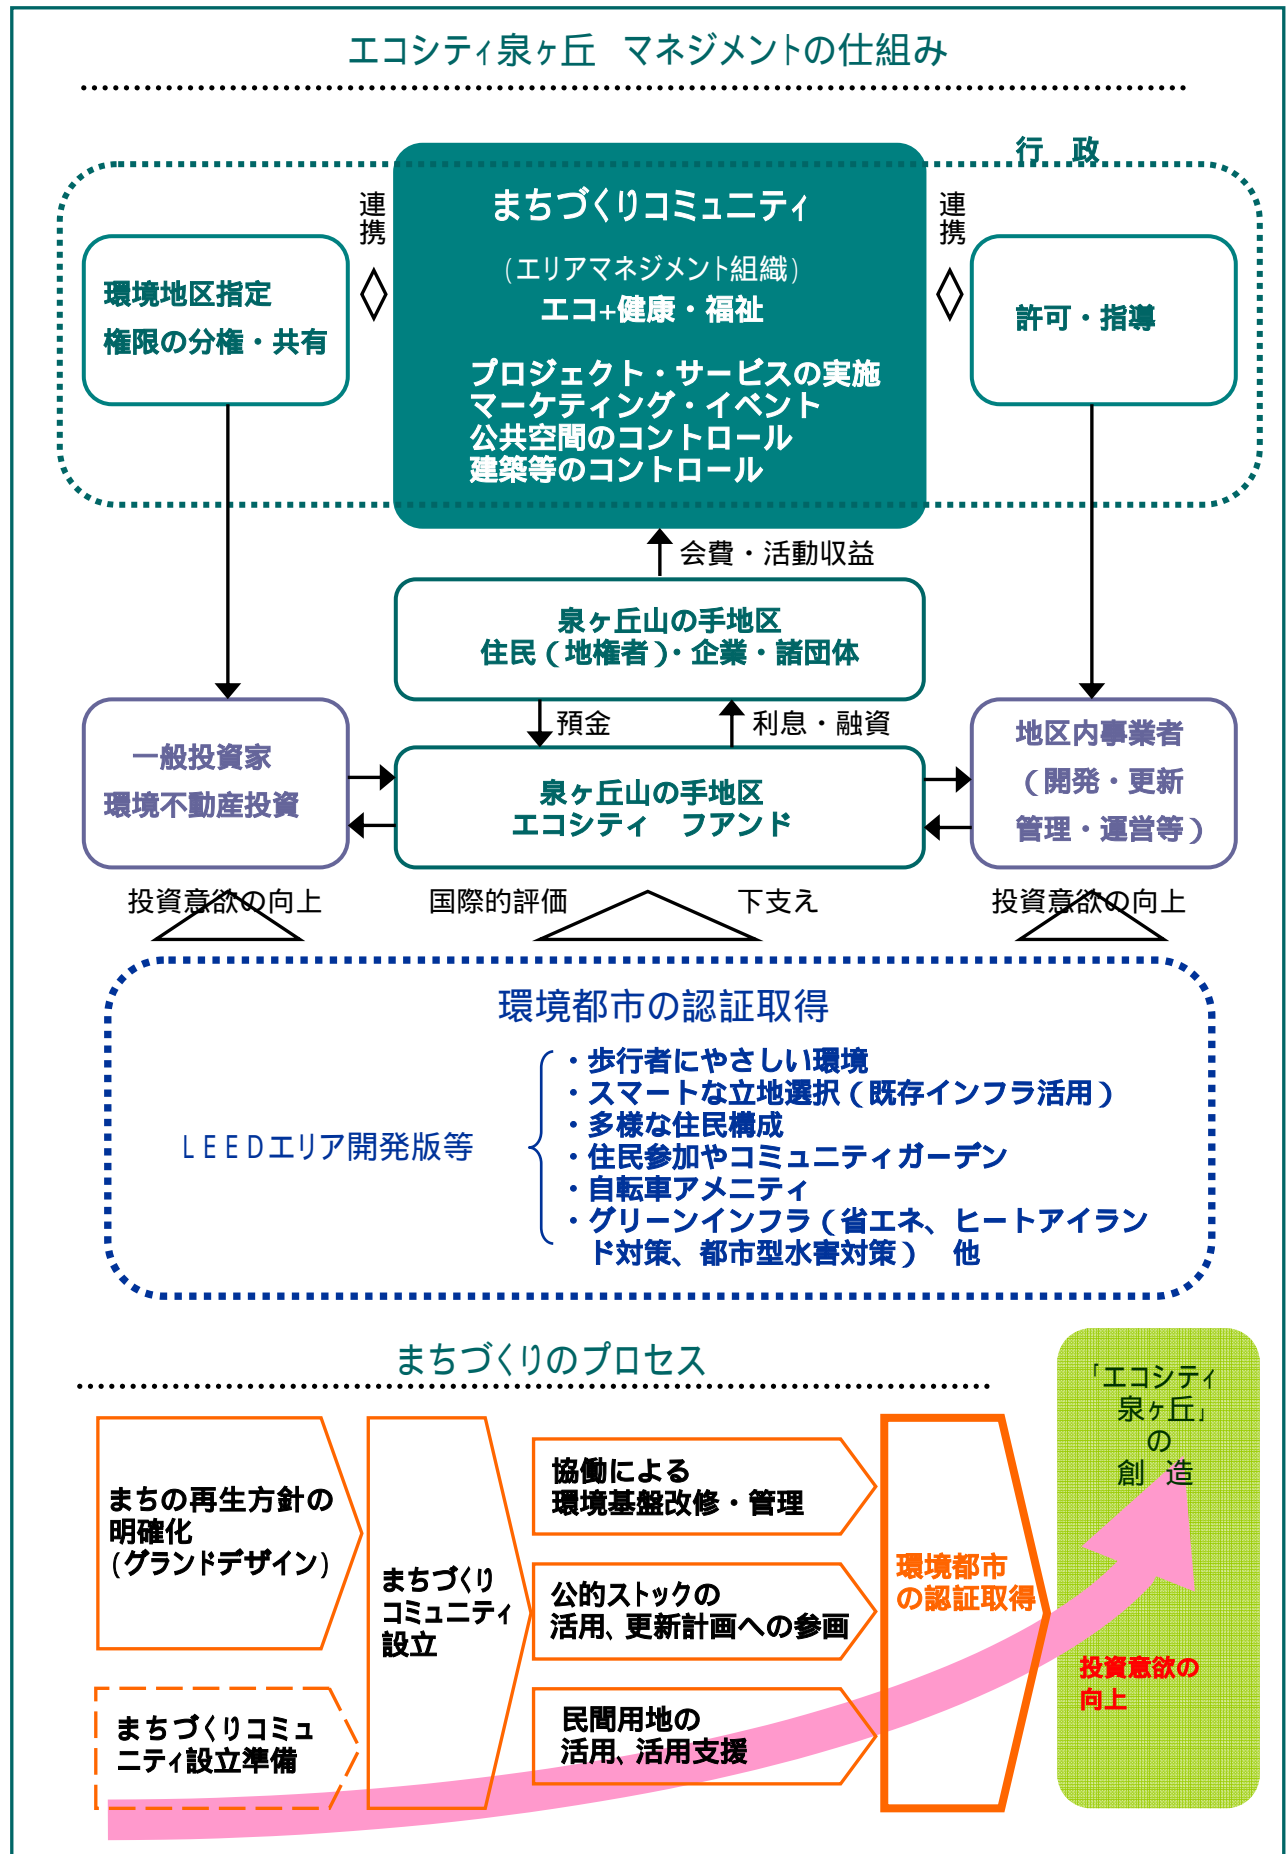 エコシティ泉ヶ丘　マネジメントの仕組み
行　政
連携
連携
まちづくりコミュニティ
（エリアマネジメント組織）
エコ+健康・福祉
プロジェクト・サービスの実施
マーケティング・イベント
公共空間のコントロール
建築等のコントロール
環境地区指定
権限の分権・共有
許可・指導
会費・活動収益
泉ヶ丘山の手地区
住民（地権者）・企業・諸団体
預金
利息・融資
一般投資家
環境不動産投資
泉ヶ丘山の手地区
エコシティ　フアンド
地区内事業者
（開発・更新
管理・運営等）
投資意欲の向上
国際的評価
下支え
投資意欲の向上
環境都市の認証取得
LEEDエリア開発版等
・歩行者にやさしい環境
・スマートな立地選択（既存インフラ活用）
・多様な住民構成
・住民参加やコミュニティガーデン
・自転車アメニティ
・グリーンインフラ（省エネ、ヒートアイラン
ド対策、都市型水害対策）　他
まちづくりのプロセス
まちの再生方針の
明確化
（グランドデザイン）
まちづくりコミュ
ニティ設立準備
まちづくり
コミュニティ
設立
協働による
環境基盤改修・管理
公的ストックの
活用、更新計画への参画
民間用地の
活用、活用支援
環境都市
の認証取得
「エコシティ
泉ヶ丘」
の
創　造
投資意欲の
向上